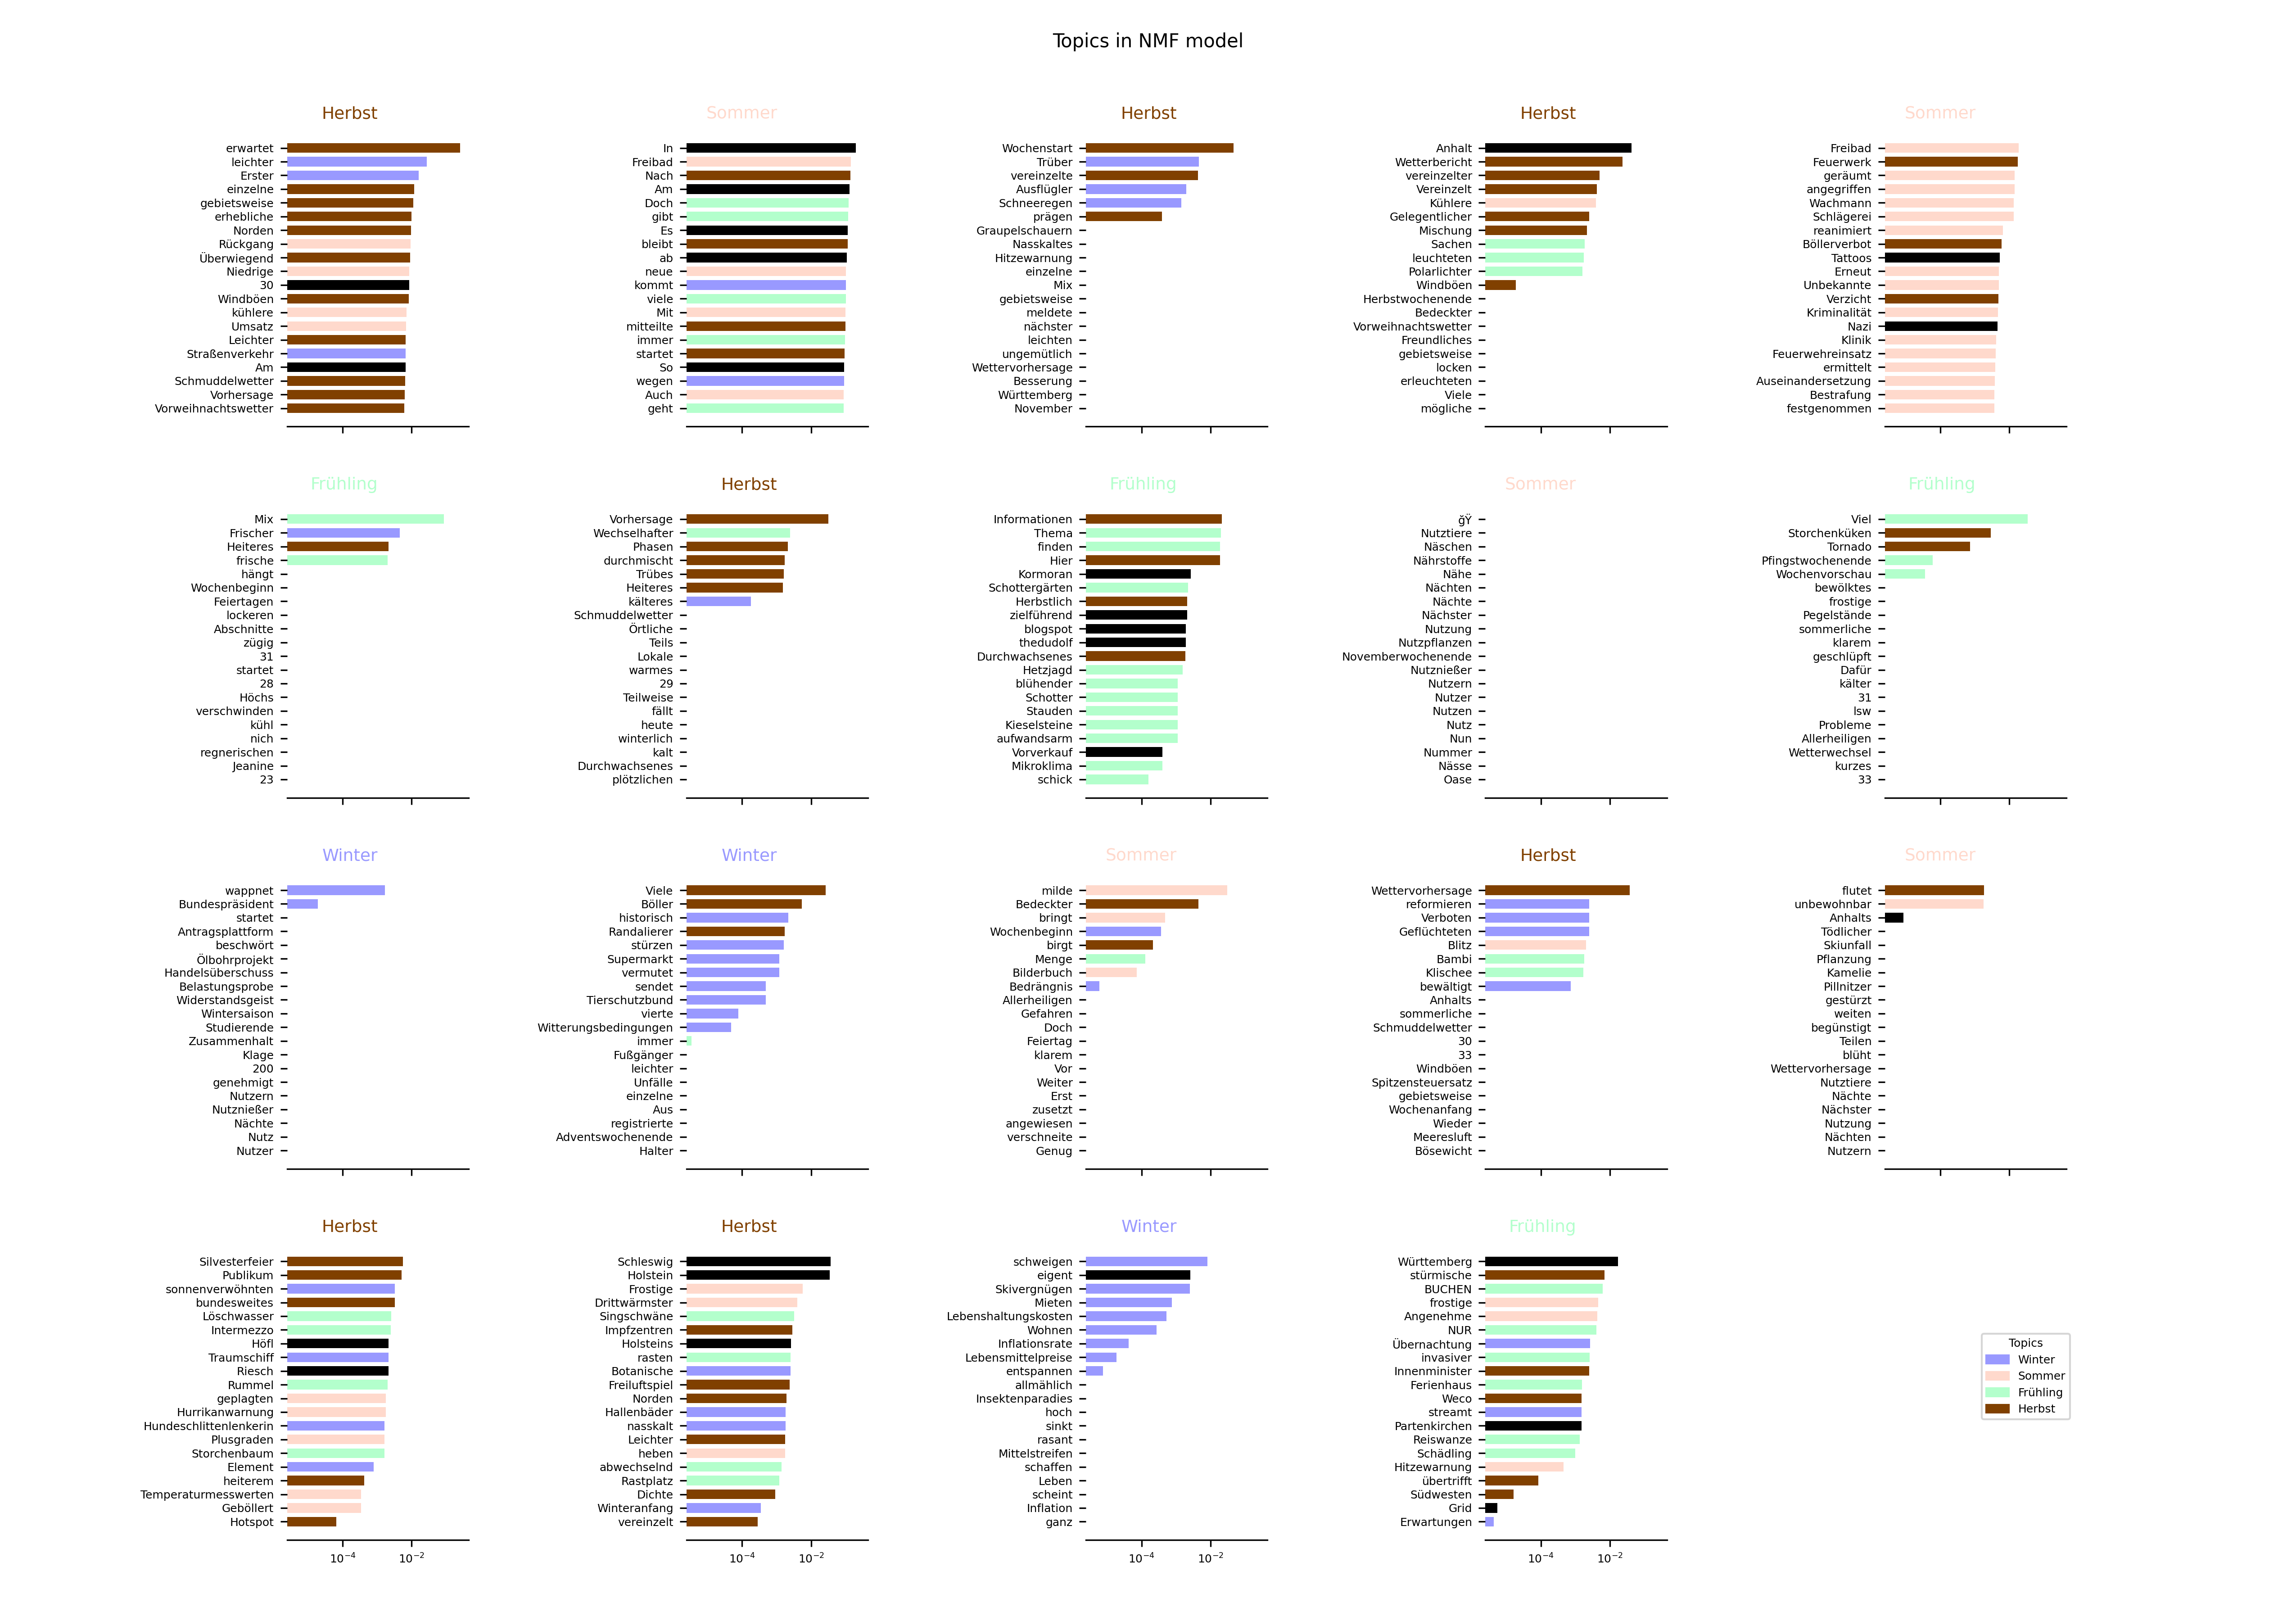 Topics in NMF model
Herbst
erwartet
leichter
Erster
einzelne
gebietsweise
erhebliche
Norden
Rückgang
Überwiegend
Niedrige
30
Windböen
kühlere
Umsatz
Leichter
Straßenverkehr
Am
Schmuddelwetter
Vorhersage
Vorweihnachtswetter
Sommer
In
Freibad
Nach
Am
Doch
gibt
Es
bleibt
ab
neue
kommt
viele
Mit
mitteilte
immer
startet
So
wegen
Auch
geht
Herbst
Wochenstart
Trüber
vereinzelte
Ausflügler
Schneeregen
prägen
Graupelschauern
Nasskaltes
Hitzewarnung
einzelne
Mix
gebietsweise
meldete
nächster
leichten
ungemütlich
Wettervorhersage
Besserung
Württemberg
November
Herbst
Anhalt
Wetterbericht
vereinzelter
Vereinzelt
Kühlere
Gelegentlicher
Mischung
Sachen
leuchteten
Polarlichter
Windböen
Herbstwochenende
Bedeckter
Vorweihnachtswetter
Freundliches
gebietsweise
locken
erleuchteten
Viele
mögliche
Sommer
Freibad
Feuerwerk
geräumt
angegriffen
Wachmann
Schlägerei
reanimiert
Böllerverbot
Tattoos
Erneut
Unbekannte
Verzicht
Kriminalität
Nazi
Klinik
Feuerwehreinsatz
ermittelt
Auseinandersetzung
Bestrafung
festgenommen
Frühling
Mix
Frischer
Heiteres
frische
hängt
Wochenbeginn
Feiertagen
lockeren
Abschnitte
zügig
31
startet
28
Höchs
verschwinden
kühl
nich
regnerischen
Jeanine
23
Herbst
Vorhersage
Wechselhafter
Phasen
durchmischt
Trübes
Heiteres
kälteres
Schmuddelwetter
Örtliche
Teils
Lokale
warmes
29
Teilweise
fällt
heute
winterlich
kalt
Durchwachsenes
plötzlichen
Frühling
Informationen
Thema
finden
Hier
Kormoran
Schottergärten
Herbstlich
zielführend
blogspot
thedudolf
Durchwachsenes
Hetzjagd
blühender
Schotter
Stauden
Kieselsteine
aufwandsarm
Vorverkauf
Mikroklima
schick
Sommer
ğŸ
Nutztiere
Näschen
Nährstoffe
Nähe
Nächten
Nächte
Nächster
Nutzung
Nutzpflanzen
Novemberwochenende
Nutznießer
Nutzern
Nutzer
Nutzen
Nutz
Nun
Nummer
Nässe
Oase
Frühling
Viel
Storchenküken
Tornado
Pfingstwochenende
Wochenvorschau
bewölktes
frostige
Pegelstände
sommerliche
klarem
geschlüpft
Dafür
kälter
31
lsw
Probleme
Allerheiligen
Wetterwechsel
kurzes
33
Winter
wappnet
Bundespräsident
startet
Antragsplattform
beschwört
Ölbohrprojekt
Handelsüberschuss
Belastungsprobe
Widerstandsgeist
Wintersaison
Studierende
Zusammenhalt
Klage
200
genehmigt
Nutzern
Nutznießer
Nächte
Nutz
Nutzer
Winter
Viele
Böller
historisch
Randalierer
stürzen
Supermarkt
vermutet
sendet
Tierschutzbund
vierte
Witterungsbedingungen
immer
Fußgänger
leichter
Unfälle
einzelne
Aus
registrierte
Adventswochenende
Halter
Sommer
milde
Bedeckter
bringt
Wochenbeginn
birgt
Menge
Bilderbuch
Bedrängnis
Allerheiligen
Gefahren
Doch
Feiertag
klarem
Vor
Weiter
Erst
zusetzt
angewiesen
verschneite
Genug
Herbst
Wettervorhersage
reformieren
Verboten
Geflüchteten
Blitz
Bambi
Klischee
bewältigt
Anhalts
sommerliche
Schmuddelwetter
30
33
Windböen
Spitzensteuersatz
gebietsweise
Wochenanfang
Wieder
Meeresluft
Bösewicht
Sommer
flutet
unbewohnbar
Anhalts
Tödlicher
Skiunfall
Pflanzung
Kamelie
Pillnitzer
gestürzt
weiten
begünstigt
Teilen
blüht
Wettervorhersage
Nutztiere
Nächte
Nächster
Nutzung
Nächten
Nutzern
Herbst
Silvesterfeier
Publikum
sonnenverwöhnten
bundesweites
Löschwasser
Intermezzo
Höfl
Traumschiff
Riesch
Rummel
geplagten
Hurrikanwarnung
Hundeschlittenlenkerin
Plusgraden
Storchenbaum
Element
heiterem
Temperaturmesswerten
Geböllert
Hotspot
10⁻⁴ 10⁻²
Herbst
Schleswig
Holstein
Frostige
Drittwärmster
Singschwäne
Impfzentren
Holsteins
rasten
Botanische
Freiluftspiel
Norden
Hallenbäder
nasskalt
Leichter
heben
abwechselnd
Rastplatz
Dichte
Winteranfang
vereinzelt
10⁻⁴ 10⁻²
Winter
schweigen
eigent
Skivergnügen
Mieten
Lebenshaltungskosten
Wohnen
Inflationsrate
Lebensmittelpreise
entspannen
allmählich
Insektenparadies
hoch
sinkt
rasant
Mittelstreifen
schaffen
Leben
scheint
Inflation
ganz
10⁻⁴ 10⁻²
Frühling
Württemberg
stürmische
BUCHEN
frostige
Angenehme
NUR
Übernachtung
invasiver
Innenminister
Ferienhaus
Weco
streamt
Partenkirchen
Reiswanze
Schädling
Hitzewarnung
übertrifft
Südwesten
Grid
Erwartungen
10⁻⁴ 10⁻²
Topics
Winter
Sommer
Frühling
Herbst